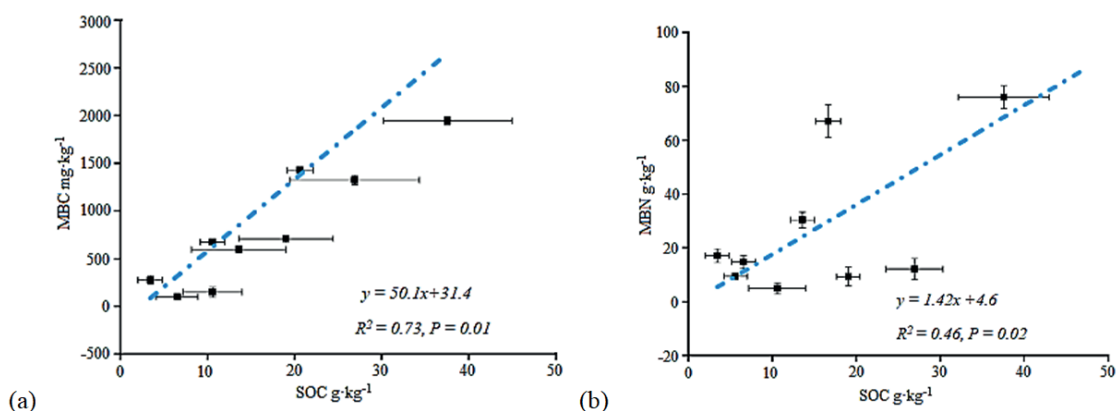 3000
2500
2000
1500
1000
500
0
-500
MBC mg·kg⁻¹
0 10 20 30 40 50
SOC g·kg⁻¹
y = 50.1x+31.4
R² = 0.73, P = 0.01
(a)
100
80
60
40
20
0
-20
MBN g·kg⁻¹
0 10 20 30 40 50
SOC g·kg⁻¹
y = 1.42x +4.6
R² = 0.46, P = 0.02
(b)